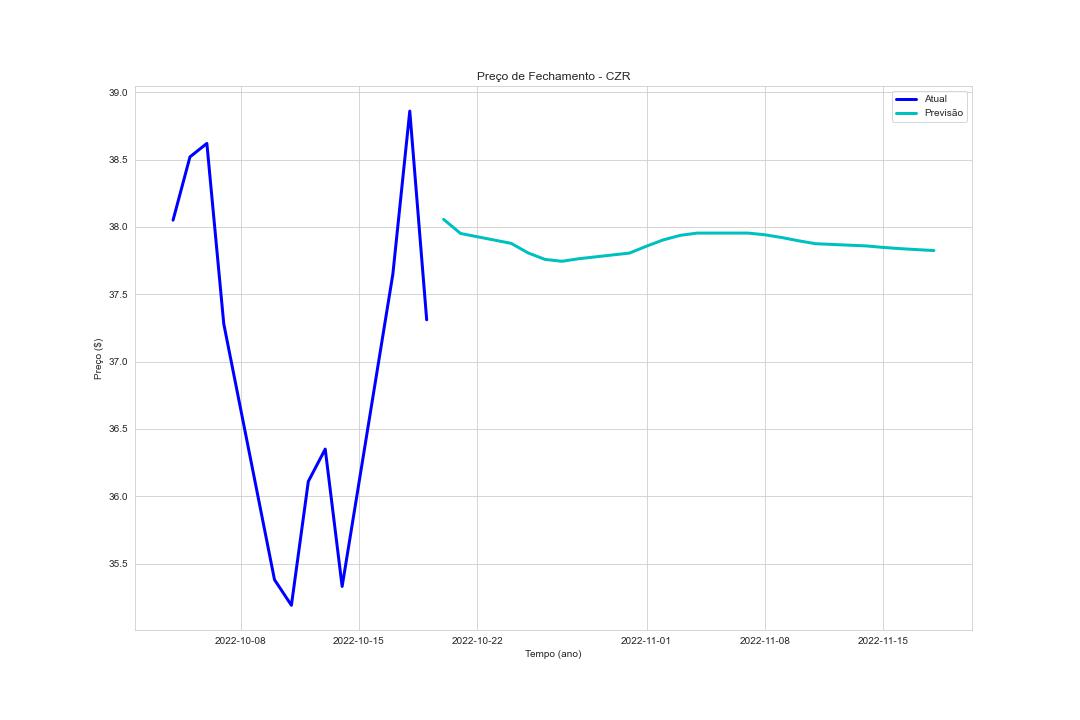 Preço de Fechamento - CZR
Atual
Previsão
39.0
38.5
38.0
37.5
37.0
36.5
36.0
35.5
Preço ($)
2022-10-08
2022-10-15
2022-10-22
2022-11-01
2022-11-08
2022-11-15
Tempo (ano)